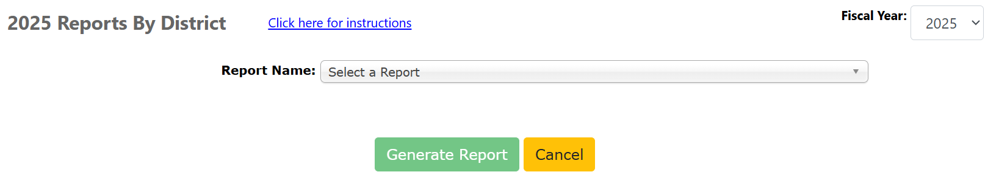 2025 Reports By District
Click here for instructions
Fiscal Year:
2025
Report Name:
Select a Report
Generate Report
Cancel